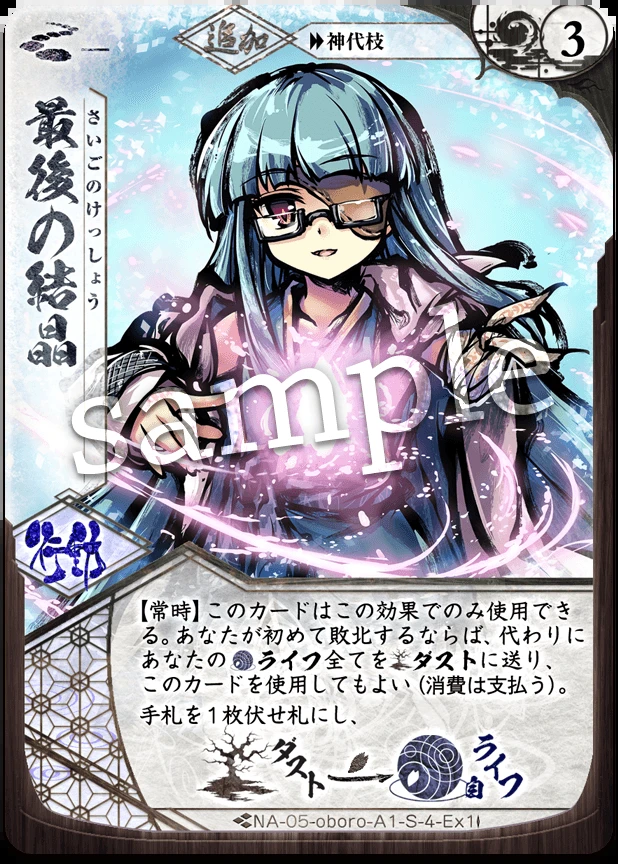 追加
神代枝
3
最後の結晶
さいごのけっしょう
sample
行動
【常時】このカードはこの効果でのみ使用でき
る。あなたが初めて敗北するならば、代わりに
あなたのライフ全てをダストに送り、
このカードを使用してもよい（消費は支払う）。
手札を1枚伏せ札にし、
ダスト
ライフ
自
NA-05-oboro-A1-S-4-Ex1